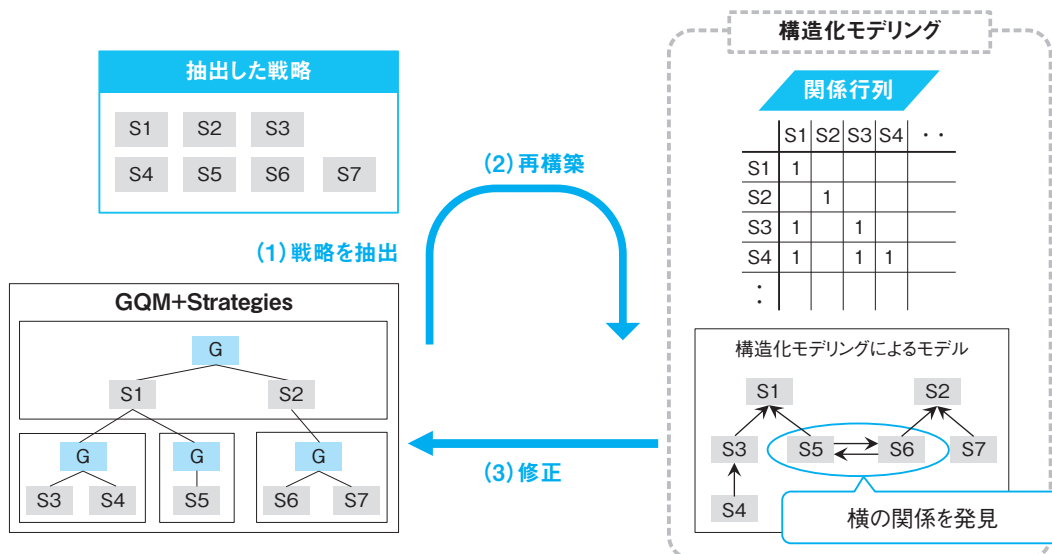 構造化モデリング
抽出した戦略
S1 S2 S3
S4 S5 S6 S7
(1)戦略を抽出
(2)再構築
関係行列
S1 S2 S3 S4 ・・
S1 1
S2 1
S3 1 1
S4 1 1 1
：
GQM+Strategies
G
S1 S2
G G G
S3 S4 S5 S6 S7
(3)修正
構造化モデリングによるモデル
S1 S2
S3 S5 S6 S7
S4
横の関係を発見